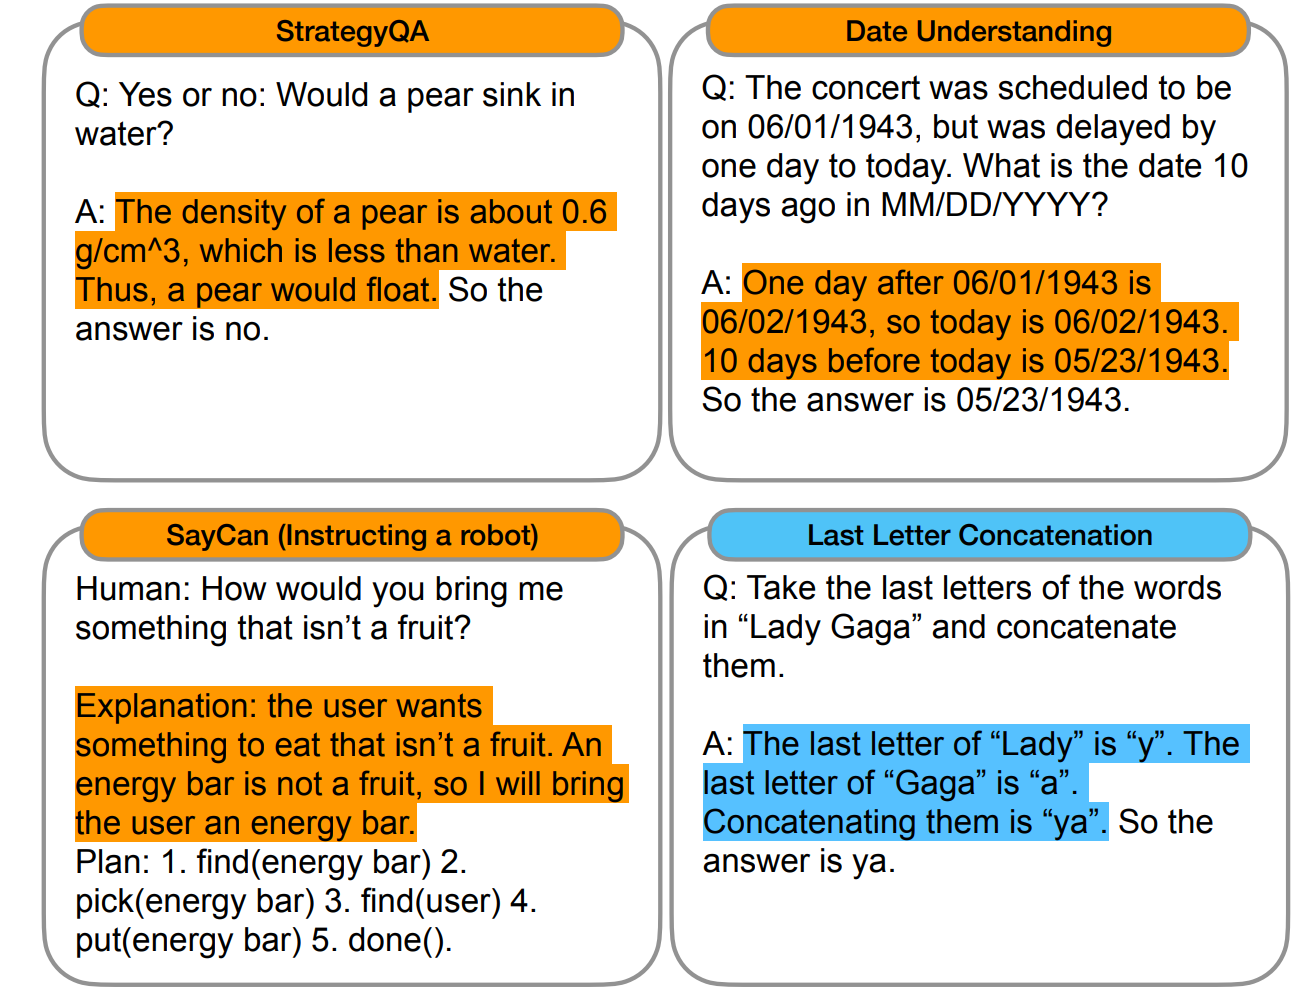 StrategyQA
Q: Yes or no: Would a pear sink in
water?
A: The density of a pear is about 0.6
g/cm^3, which is less than water.
Thus, a pear would float. So the
answer is no.
Date Understanding
Q: The concert was scheduled to be
on 06/01/1943, but was delayed by
one day to today. What is the date 10
days ago in MM/DD/YYYY?
A: One day after 06/01/1943 is
06/02/1943, so today is 06/02/1943.
10 days before today is 05/23/1943.
So the answer is 05/23/1943.
SayCan (Instructing a robot)
Human: How would you bring me
something that isn’t a fruit?
Explanation: the user wants
something to eat that isn’t a fruit. An
energy bar is not a fruit, so I will bring
the user an energy bar.
Plan: 1. find(energy bar) 2.
pick(energy bar) 3. find(user) 4.
put(energy bar) 5. done().
Last Letter Concatenation
Q: Take the last letters of the words
in “Lady Gaga” and concatenate
them.
A: The last letter of “Lady” is “y”. The
last letter of “Gaga” is “a”.
Concatenating them is “ya”. So the
answer is ya.